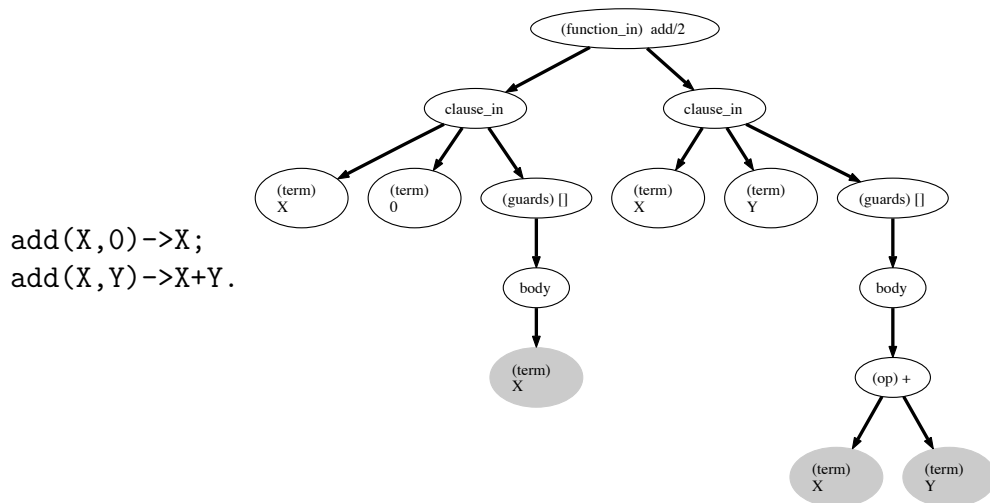 add(X,0)->X;
add(X,Y)->X+Y.
(function_in) add/2
clause_in
clause_in
(term)
X
(term)
0
(guards) []
(term)
X
(term)
Y
(guards) []
body
body
(term)
X
(op) +
(term)
X
(term)
Y